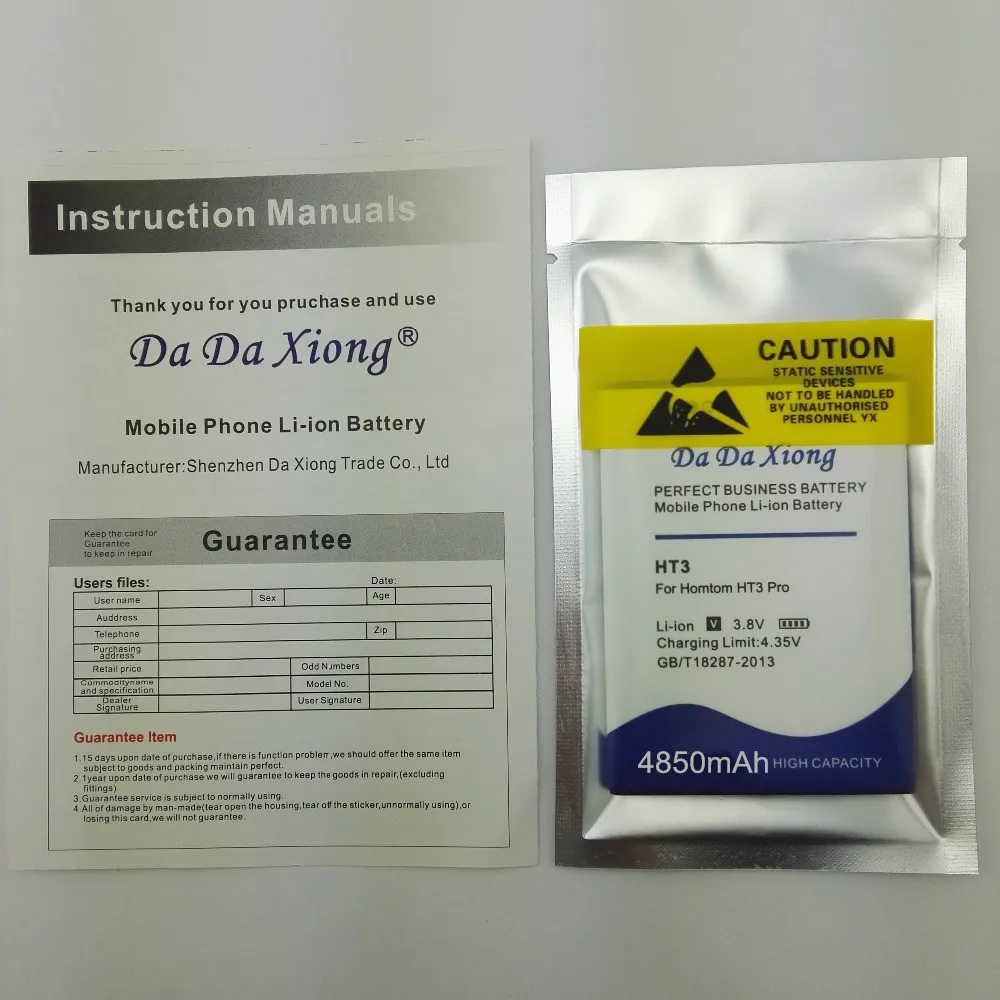 Instruction Manuals
Thank you for you pruchase and use
Da Da Xiong®
Mobile Phone Li-ion Battery
Manufacturer:Shenzhen Da Xiong Trade Co., Ltd
Keep the card for
Guarantee
to keep in repair
Guarantee
Users files:
Date:
User name
Sex
Age
Auddress
Telephone
Zip
Purchasing
address
Retail price
Odd Numbers
Commodityname
and specification
Model No.
Dealer
Signature
User Signature
Guarantee Item
1.15 days upon date of purchase,if there is function problerr,we should offer the same item
subject to goods and packing maintain perfect.
2.1year upon date of purchase we will guarantee to keep the goods in repair,(excluding
fittings)
3.Guarantee service is subject to normally using.
4.All of damage by man-made(tear open the housing,tear off the sticker,unnormally using),or
losing this card,we will not guarantee.
CAUTION
STATIC SENSITIVE
DEVICES
NOT TO BE HANDLED
BY UNAUTHORISED
PERSONNEL YX
Da Da Xiong
PERFECT BUSINESS BATTERY
Mobile Phone Li-ion Battery
HT3
For Homtom HT3 Pro
Li-ion V 3.8V
Charging Limit:4.35V
GB/T18287-2013
4850mAh HIGH CAPACITY